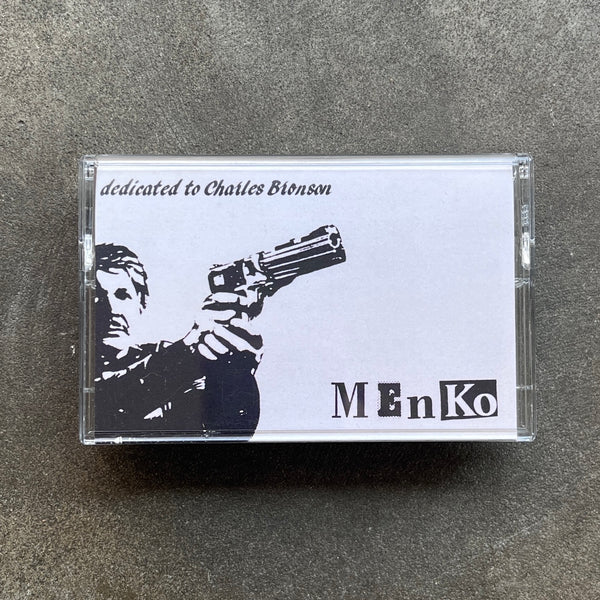 dedicated to Charles Bronson
MEnKo